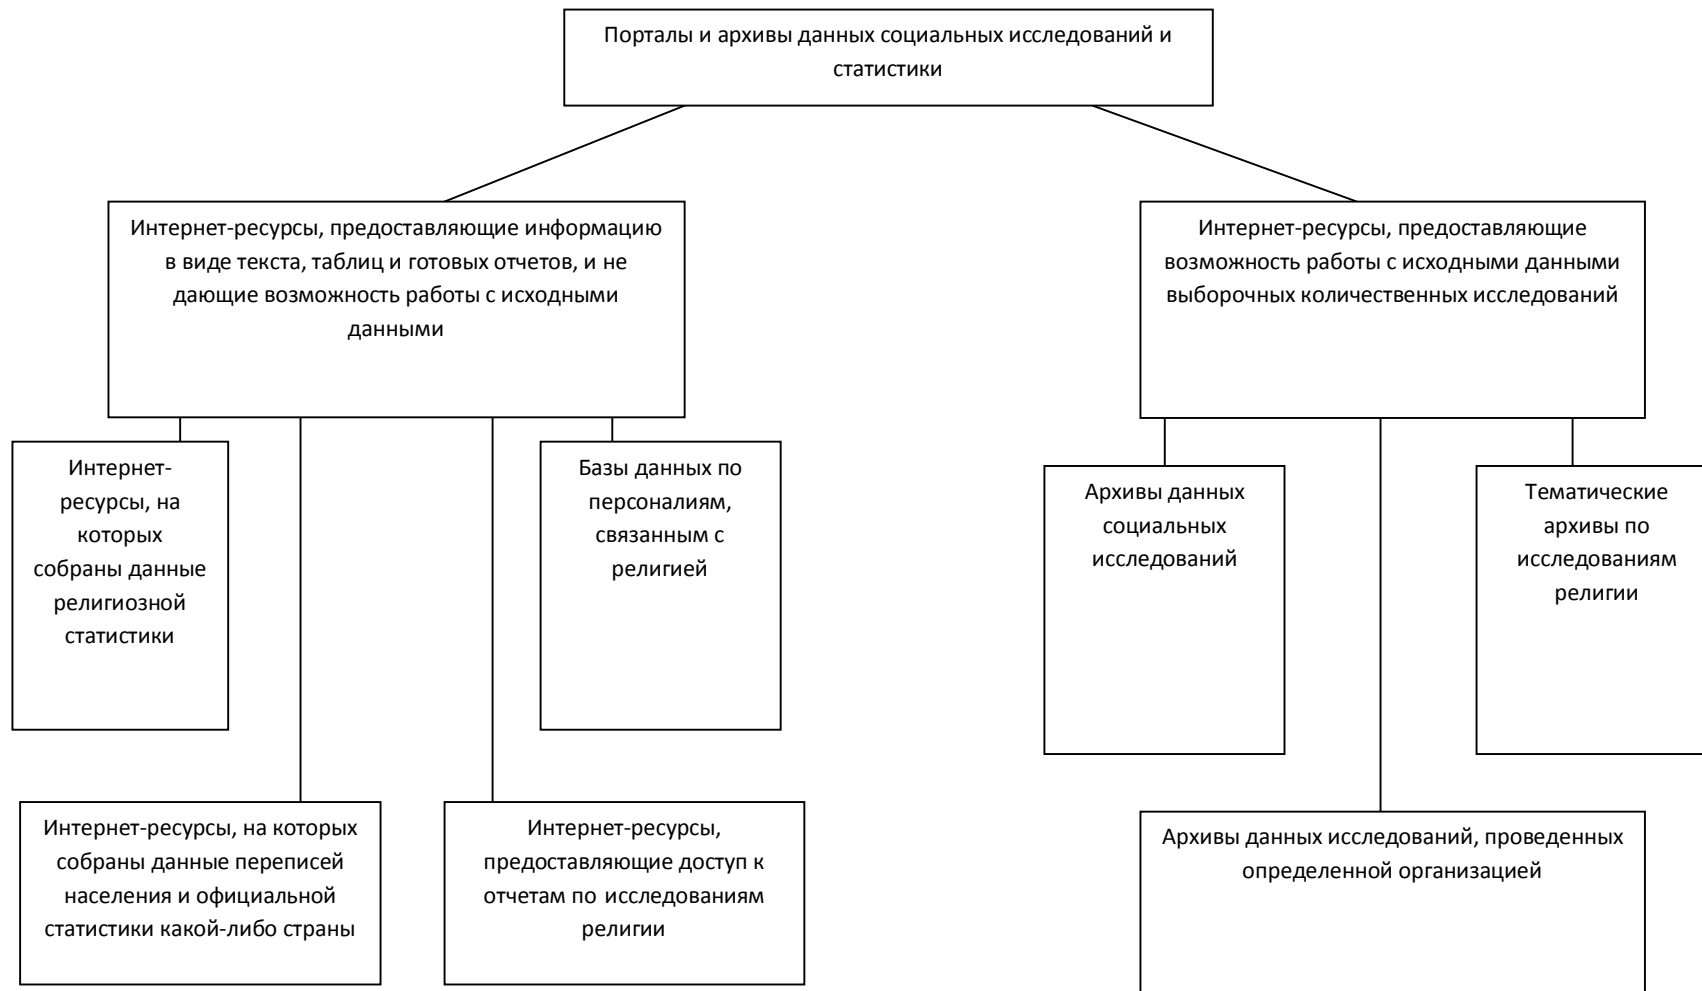 Порталы и архивы данных социальных исследований и
статистики
Интернет-ресурсы, предоставляющие информацию
в виде текста, таблиц и готовых отчетов, и не
дающие возможность работы с исходными
данными
Интернет-ресурсы, предоставляющие
возможность работы с исходными данными
выборочных количественных исследований
Интернет-
ресурсы, на
которых
собраны данные
религиозной
статистики
Базы данных по
персоналиям,
связанным с
религией
Архивы данных
социальных
исследований
Тематические
архивы по
исследованиям
религии
Интернет-ресурсы, на которых
собраны данные переписей
населения и официальной
статистики какой-либо страны
Интернет-ресурсы,
предоставляющие доступ к
отчетам по исследованиям
религии
Архивы данных исследований, проведенных
определенной организацией